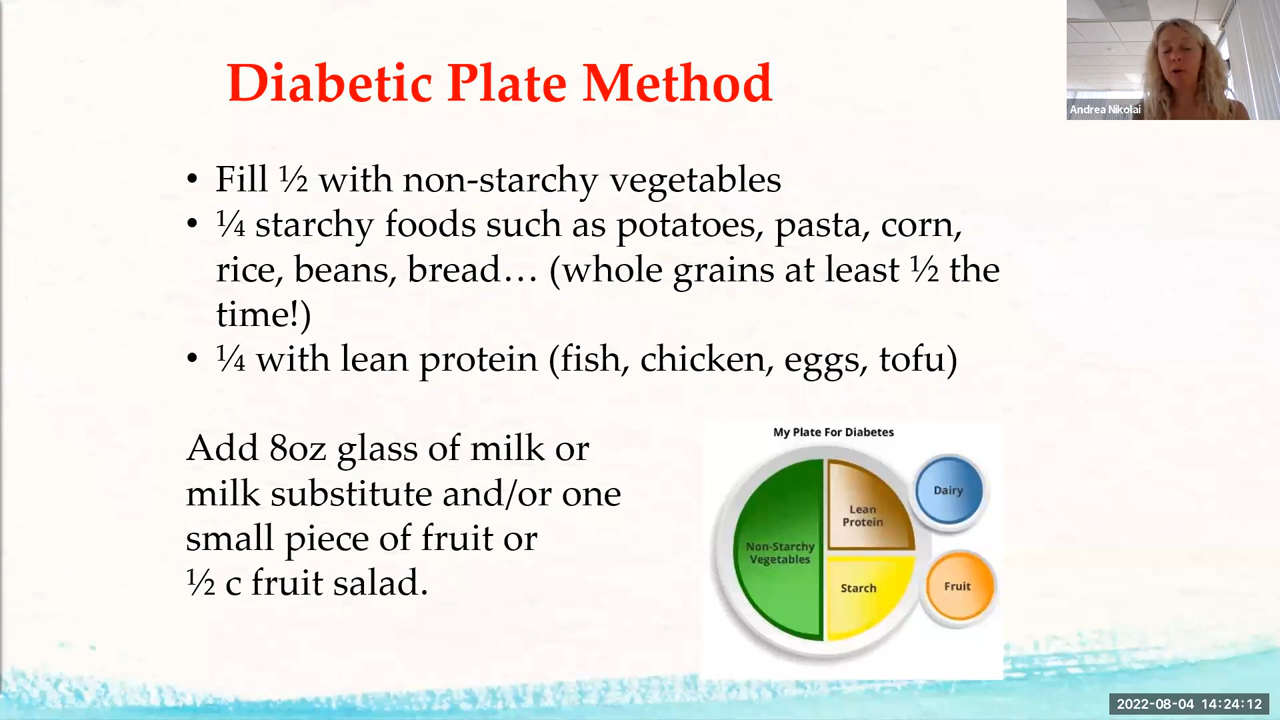 Diabetic Plate Method
Andrea Nikolai
• Fill ½ with non-starchy vegetables
• ¼ starchy foods such as potatoes, pasta, corn,
rice, beans, bread… (whole grains at least ½ the
time!)
• ¼ with lean protein (fish, chicken, eggs, tofu)
Add 8oz glass of milk or
milk substitute and/or one
small piece of fruit or
½ c fruit salad.
My Plate For Diabetes
Non-Starchy
Vegetables
Lean
Protein
Starch
Dairy
Fruit
2022-08-04 14:24:12